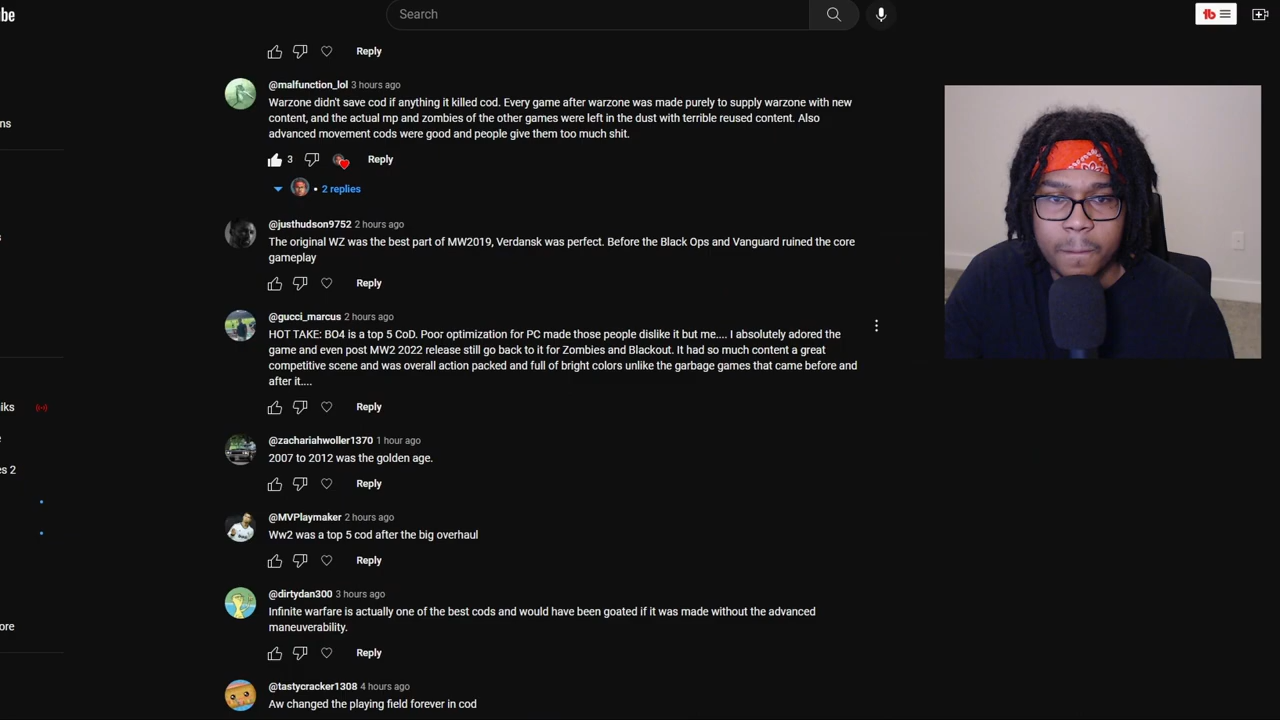 be
Search
Reply
@malfunction_lol 3 hours ago
Warzone didn't save cod if anything it killed cod. Every game after warzone was made purely to supply warzone with new
content, and the actual mp and zombies of the other games were left in the dust with terrible reused content. Also
advanced movement cods were good and people give them too much shit.
3 Reply
2 replies
@justhudson9752 2 hours ago
The original WZ was the best part of MW2019, Verdansk was perfect. Before the Black Ops and Vanguard ruined the core
gameplay
Reply
@gucci_marcus 2 hours ago
HOT TAKE: BO4 is a top 5 CoD. Poor optimization for PC made those people dislike it but me.... I absolutely adored the
game and even post MW2 2022 release still go back to it for Zombies and Blackout. It had so much content a great
competitive scene and was overall action packed and full of bright colors unlike the garbage games that came before and
after it....
Reply
@zachariahwoller1370 1 hour ago
2007 to 2012 was the golden age.
Reply
@MVPlaymaker 2 hours ago
Ww2 was a top 5 cod after the big overhaul
Reply
@dirtydan300 3 hours ago
Infinite warfare is actually one of the best cods and would have been goated if it was made without the advanced
maneuverability.
Reply
@tastycracker1308 4 hours ago
Aw changed the playing field forever in cod
ns
s
iks
e
es 2
ore
tb